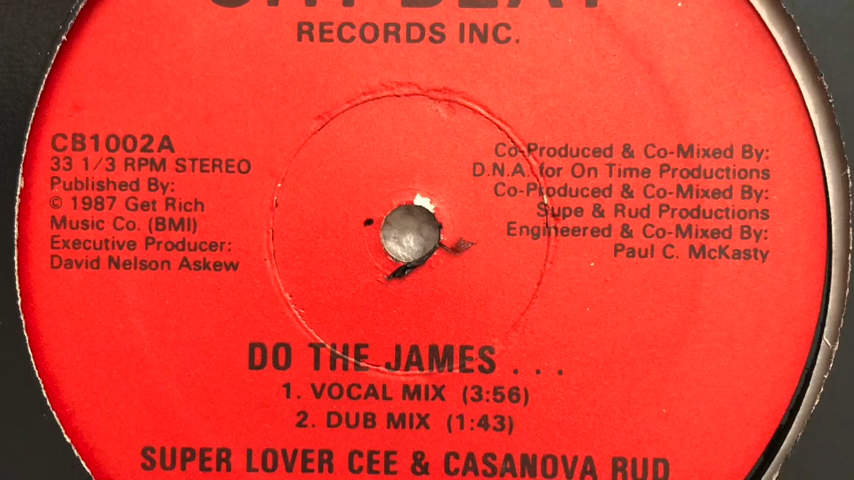 RECORDS INC.
CB1002A
33 1/3 RPM STEREO
Published By:
© 1987 Get Rich
Music Co. (BMI)
Executive Producer:
David Nelson Askew
Co-Produced & Co-Mixed By:
D.N.A. for On Time Productions
Co-Produced & Co-Mixed By:
Supe & Rud Productions
Engineered & Co-Mixed By:
Paul C. McKasty
DO THE JAMES . . .
1. VOCAL MIX (3:56)
2. DUB MIX (1:43)
SUPER LOVER CEE & CASANOVA RUD